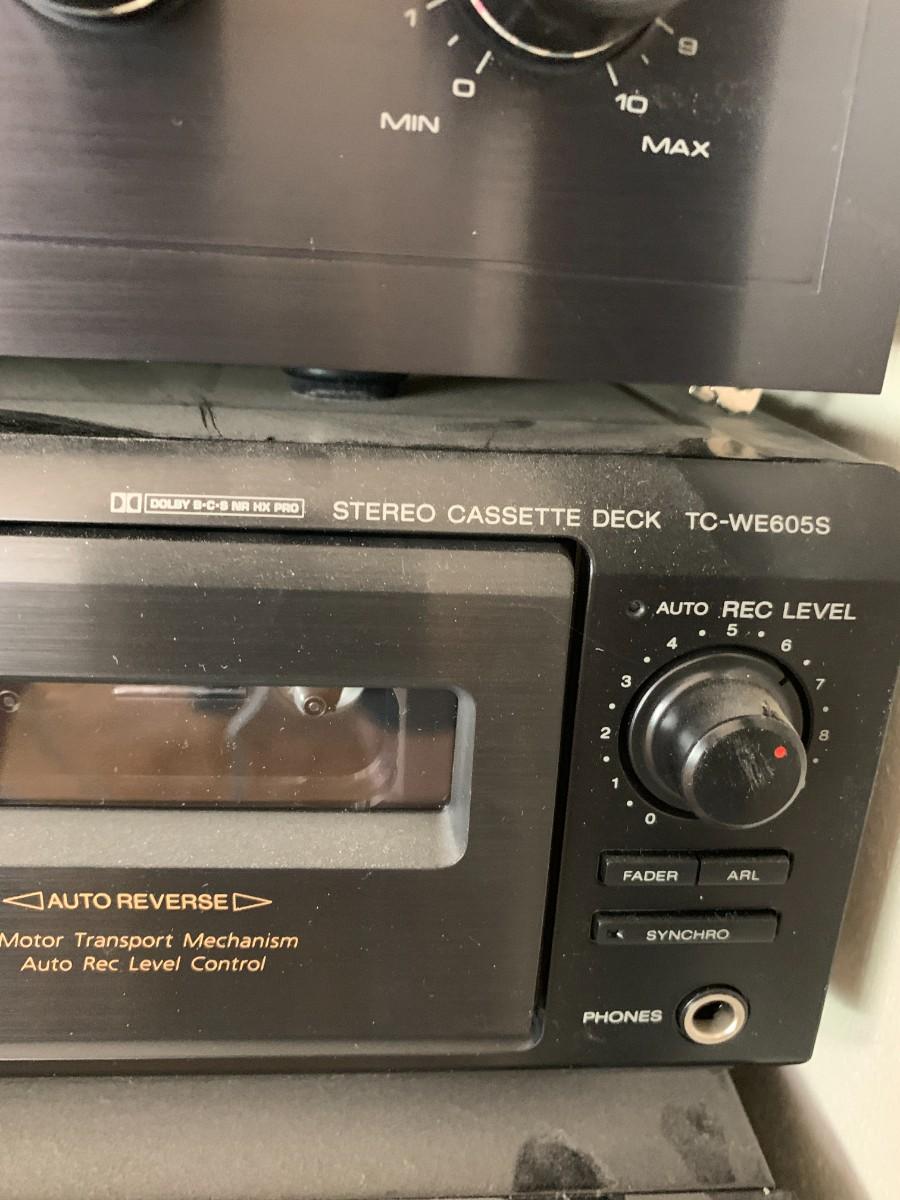 1
0
9
10
MIN
MAX
DOLBY B-C-S NR HX PRO
STEREO CASSETTE DECK TC-WE605S
AUTO REC LEVEL
0
1
2
3
4
5
6
7
8
FADER
ARL
SYNCHRO
PHONES
AUTO REVERSE
Motor Transport Mechanism
Auto Rec Level Control